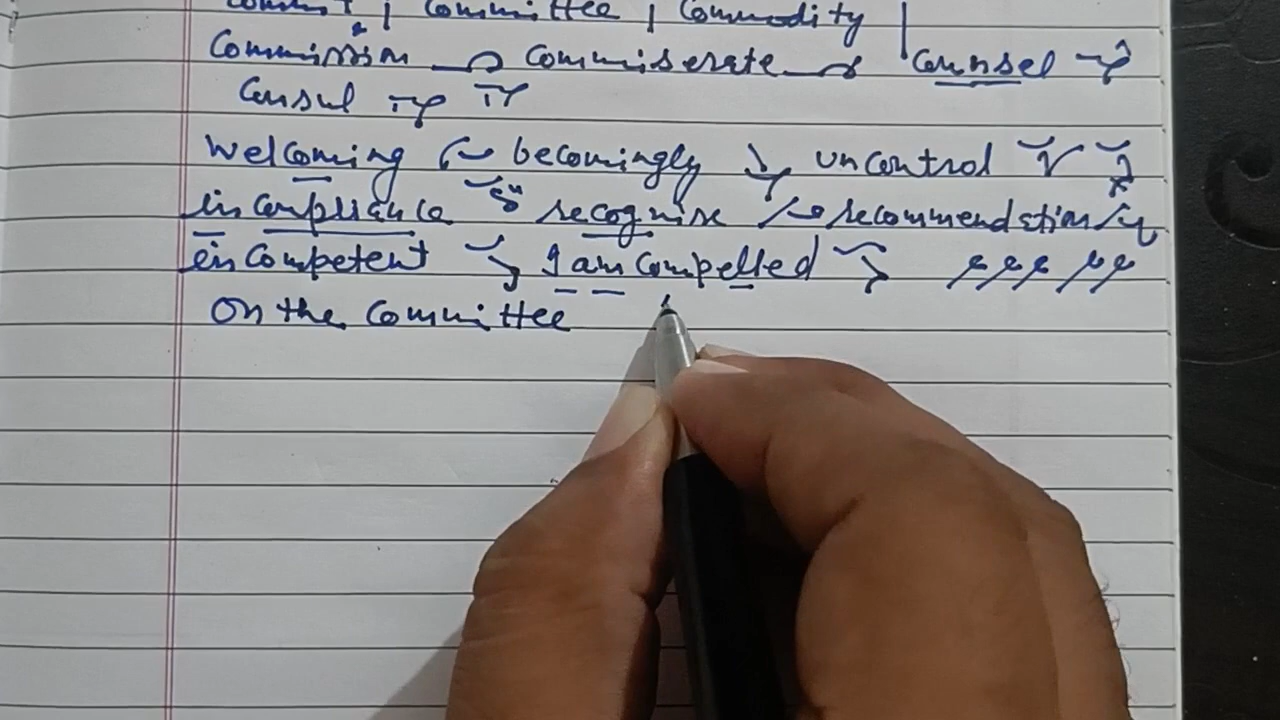 committee | Commodity |
Commission commiserate Counsel
Consul
Welcoming becomingly uncontrol
incompliance recognise recommendation
incompetent I am compelled
on the committee